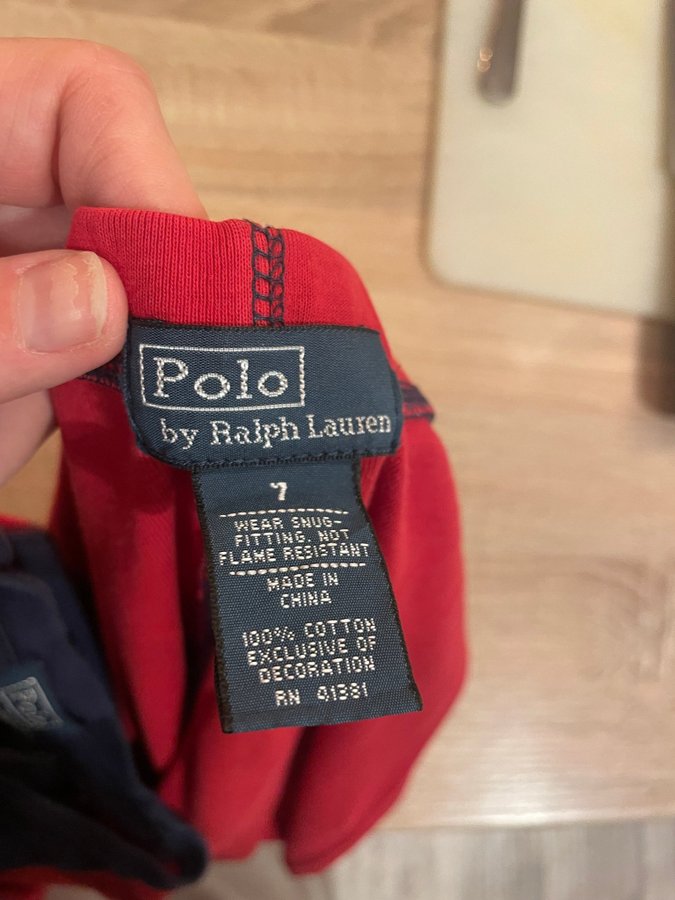 Polo
by Ralph Lauren
7
WEAR SNUG-
FITTING, NOT
FLAME RESISTANT
MADE IN
CHINA
100% COTTON
EXCLUSIVE OF
DECORATION
RN 41381